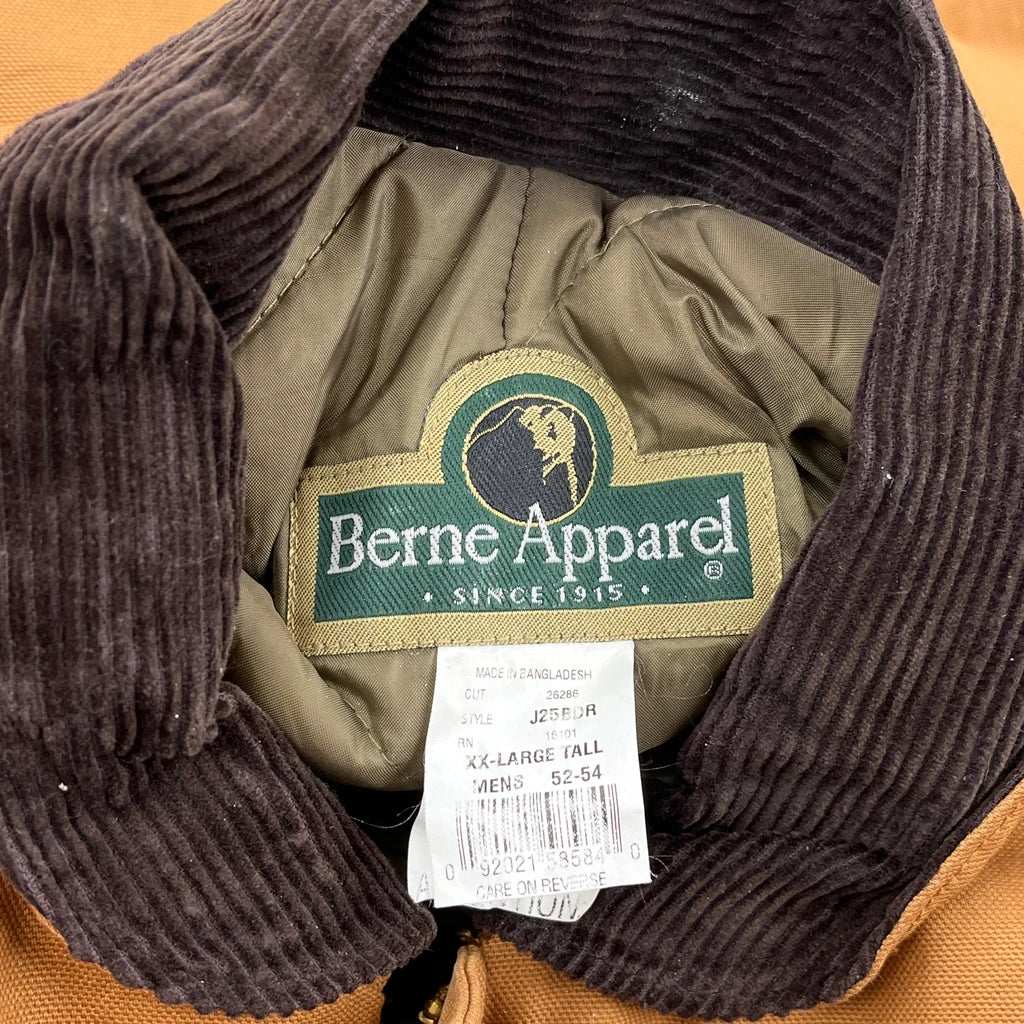 Berne Apparel
®
• SINCE 1915 •
MADE IN BANGLADESH
CUT 26286
STYLE J25BDR
RN 16101
XX-LARGE TALL
MENS 52-54
0 92021 58584 0
CARE ON REVERSE